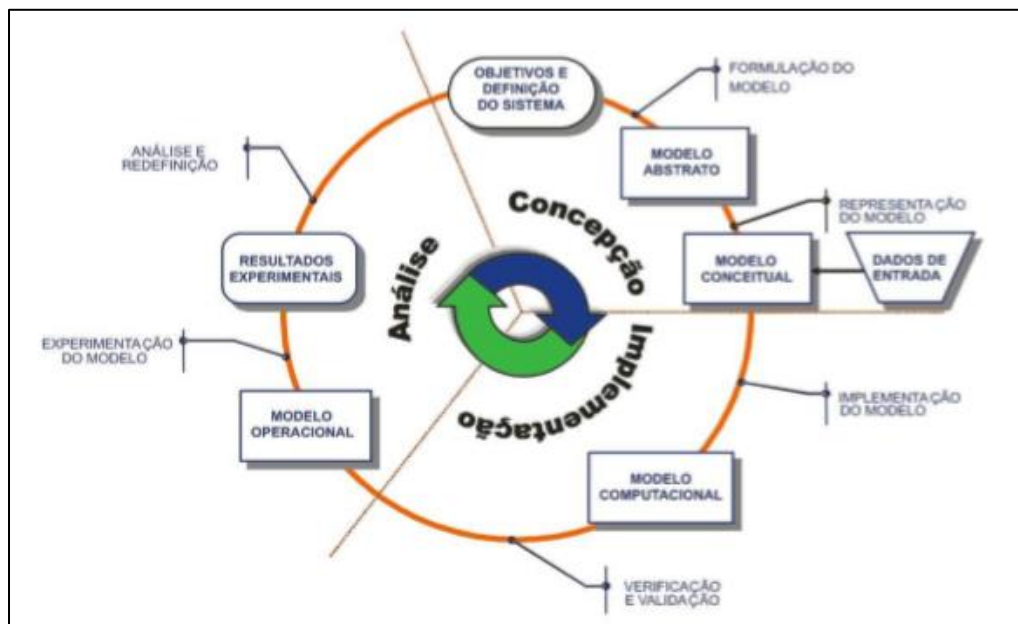 OBJETIVOS E
DEFINIÇÃO
DO SISTEMA
FORMULAÇÃO DO
MODELO
MODELO
ABSTRATO
REPRESENTAÇÃO
DO MODELO
MODELO
CONCEITUAL
DADOS DE
ENTRADA
IMPLEMENTAÇÃO
DO MODELO
MODELO
COMPUTACIONAL
VERIFICAÇÃO
E VALIDAÇÃO
MODELO
OPERACIONAL
EXPERIMENTAÇÃO
DO MODELO
RESULTADOS
EXPERIMENTAIS
ANÁLISE E
REDEFINIÇÃO
Concepção
Implementação
Análise